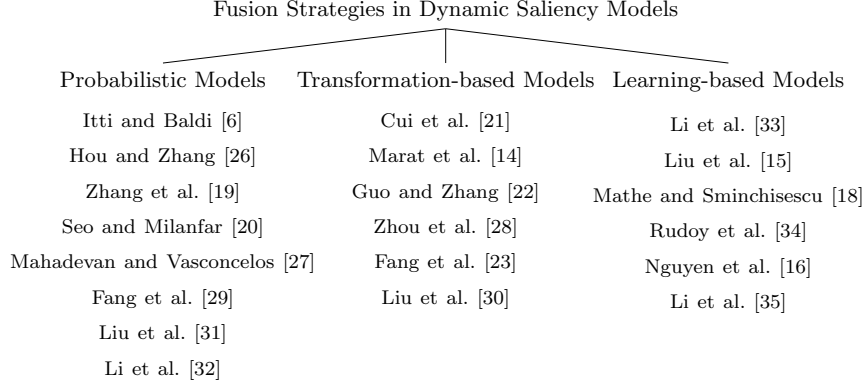 Fusion Strategies in Dynamic Saliency Models
Probabilistic Models
Itti and Baldi [6]
Hou and Zhang [26]
Zhang et al. [19]
Seo and Milanfar [20]
Mahadevan and Vasconcelos [27]
Fang et al. [29]
Liu et al. [31]
Li et al. [32]
Transformation-based Models
Cui et al. [21]
Marat et al. [14]
Guo and Zhang [22]
Zhou et al. [28]
Fang et al. [23]
Liu et al. [30]
Learning-based Models
Li et al. [33]
Liu et al. [15]
Mathe and Sminchisescu [18]
Rudoy et al. [34]
Nguyen et al. [16]
Li et al. [35]